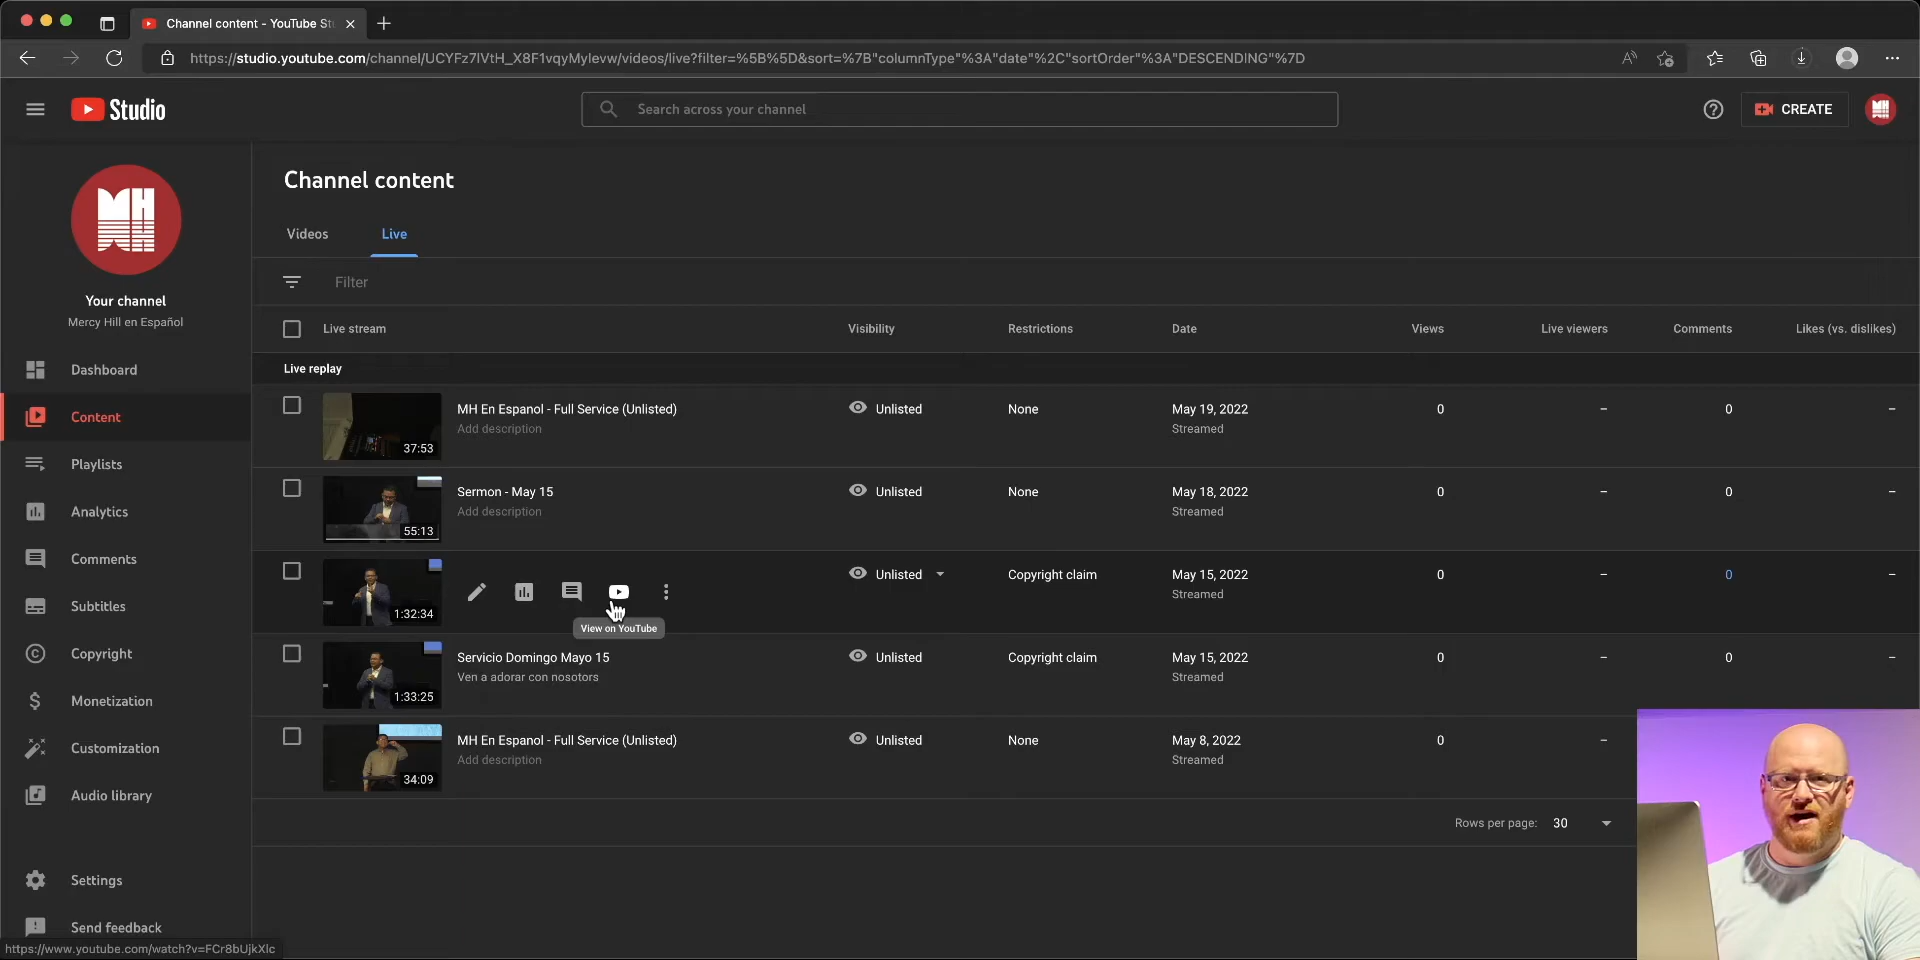 Channel content - YouTube St
https://studio.youtube.com/channel/UCYFz7lVtH_X8F1vqyMylevw/videos/live?filter=%5B%5D&sort=%7B"columnType"%3A"date"%2C"sortOrder"%3A"DESCENDING"%7D
Studio
Search across your channel
CREATE
MH
MH
Your channel
Mercy Hill en Español
Dashboard
Content
Playlists
Analytics
Comments
Subtitles
Copyright
Monetization
Customization
Audio library
Settings
Send feedback
https://www.youtube.com/watch?v=FCr8bUjkXlc
Channel content
Videos Live
Filter
Live stream Visibility Restrictions Date Views Live viewers Comments Likes (vs. dislikes)
Live replay
MH En Espanol - Full Service (Unlisted) Unlisted None May 19, 2022 0 – 0 –
Add description Streamed
37:53
Sermon - May 15 Unlisted None May 18, 2022 0 – 0 –
Add description Streamed
55:13
Unlisted Copyright claim May 15, 2022 0 – 0 –
Streamed
1:32:34
View on YouTube
Servicio Domingo Mayo 15 Unlisted Copyright claim May 15, 2022 0 – 0 –
Ven a adorar con nosotors Streamed
1:33:25
MH En Espanol - Full Service (Unlisted) Unlisted None May 8, 2022 0 –
Add description Streamed
34:09
Rows per page: 30